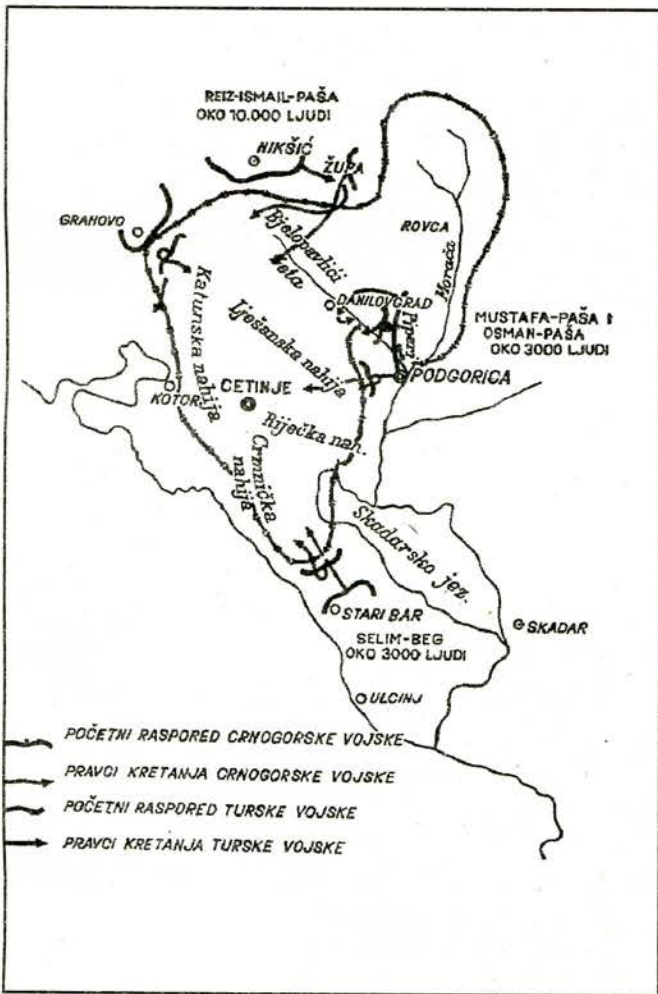 REIZ-ISMAIL-PAŠA
OKO 10.000 LJUDI
NIKŠIĆ
ŽUPA
GRAHOVO
ROVCA
Morača
Bjelopavlići
Zeta
DANILOVGRAD
Piperi
MUSTAFA-PAŠA I
OSMAN-PAŠA
OKO 3000 LJUDI
Katunska nahija
Lješanska nahija
PODGORICA
KOTOR
CETINJE
Riječka nah.
Crmnička
nahija
Skadarsko jez.
STARI BAR
SKADAR
SELIM-BEG
OKO 3000 LJUDI
ULCINJ
POČETNI RASPORED CRNOGORSKE VOJSKE
PRAVCI KRETANJA CRNOGORSKE VOJSKE
POČETNI RASPORED TURSKE VOJSKE
PRAVCI KRETANJA TURSKE VOJSKE